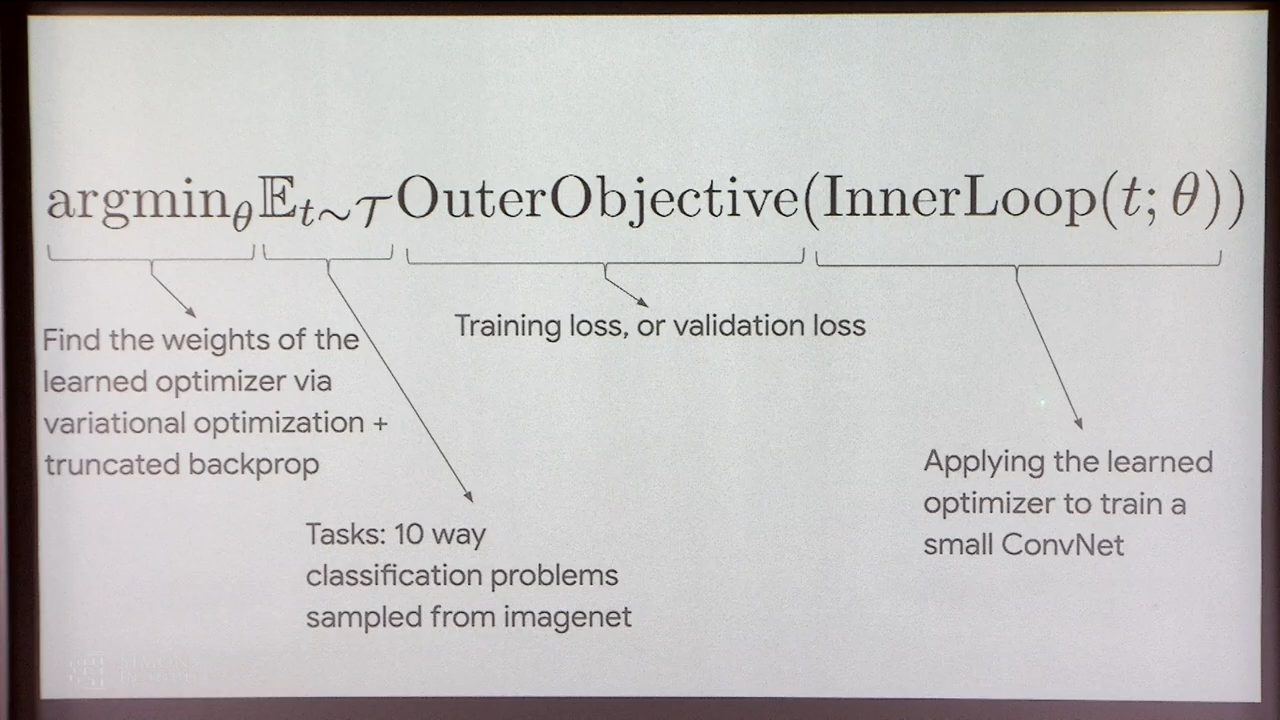 argmin_θ 𝔼_{t∼𝒯} OuterObjective(InnerLoop(t; θ))
Find the weights of the
learned optimizer via
variational optimization +
truncated backprop
Training loss, or validation loss
Tasks: 10 way
classification problems
sampled from imagenet
Applying the learned
optimizer to train a
small ConvNet